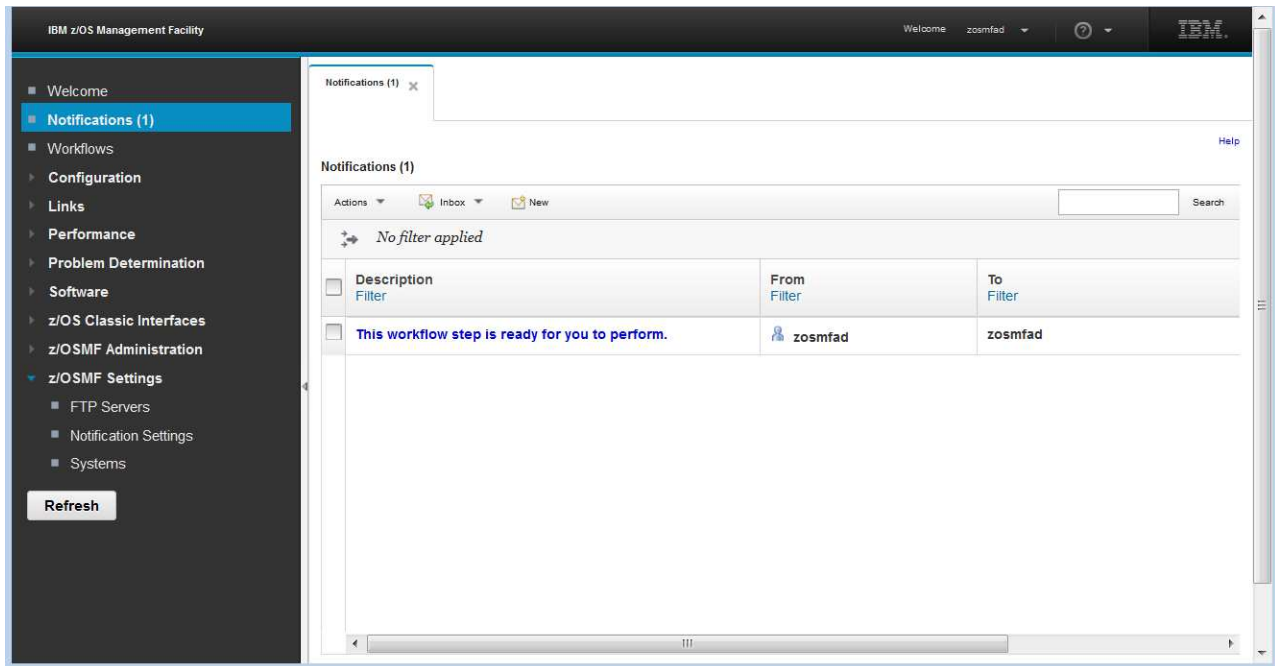 IBM z/OS Management Facility
Welcome zosmfad
IBM.
Welcome
Notifications (1)
Workflows
Configuration
Links
Performance
Problem Determination
Software
z/OS Classic Interfaces
z/OSMF Administration
z/OSMF Settings
FTP Servers
Notification Settings
Systems
Refresh
Notifications (1)
Help
Notifications (1)
Actions Inbox New Search
No filter applied
Description From To
Filter Filter Filter
This workflow step is ready for you to perform. zosmfad zosmfad